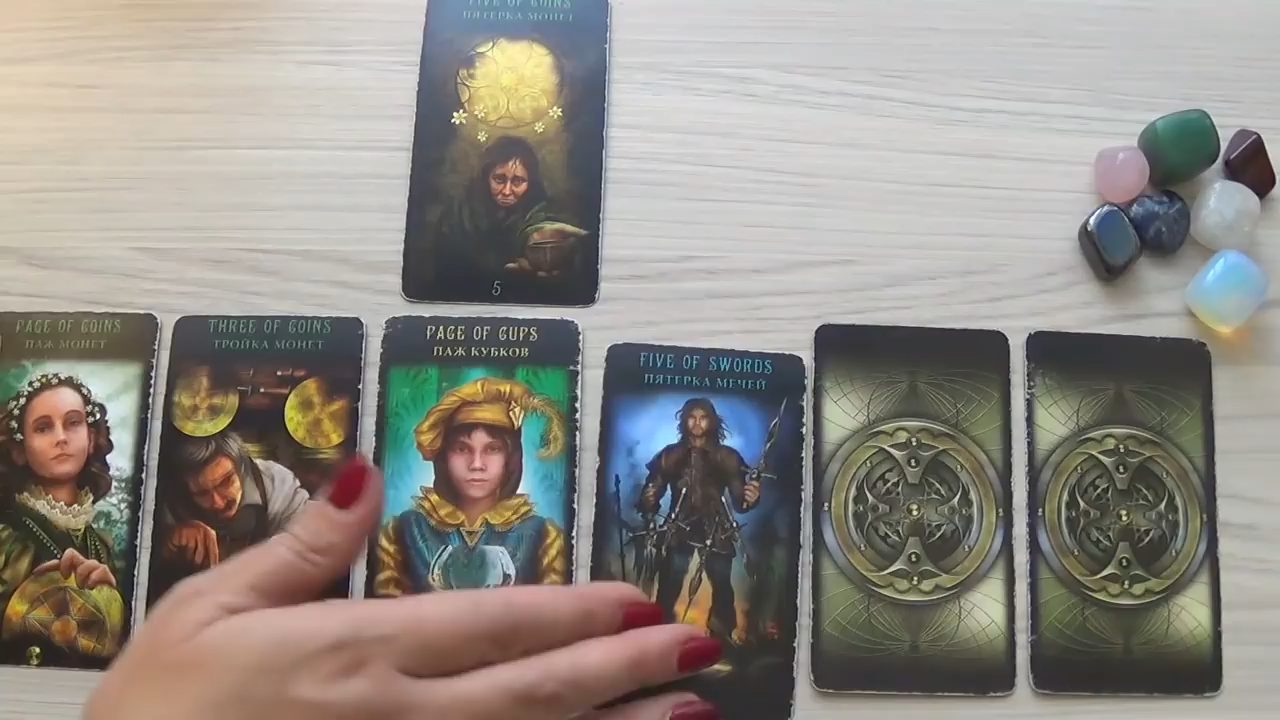 FIVE OF COINS
ПЯТЕРКА МОНЕТ
5
PAGE OF COINS
ПАЖ МОНЕТ
THREE OF COINS
ТРОЙКА МОНЕТ
PAGE OF CUPS
ПАЖ КУБКОВ
FIVE OF SWORDS
ПЯТЕРКА МЕЧЕЙ